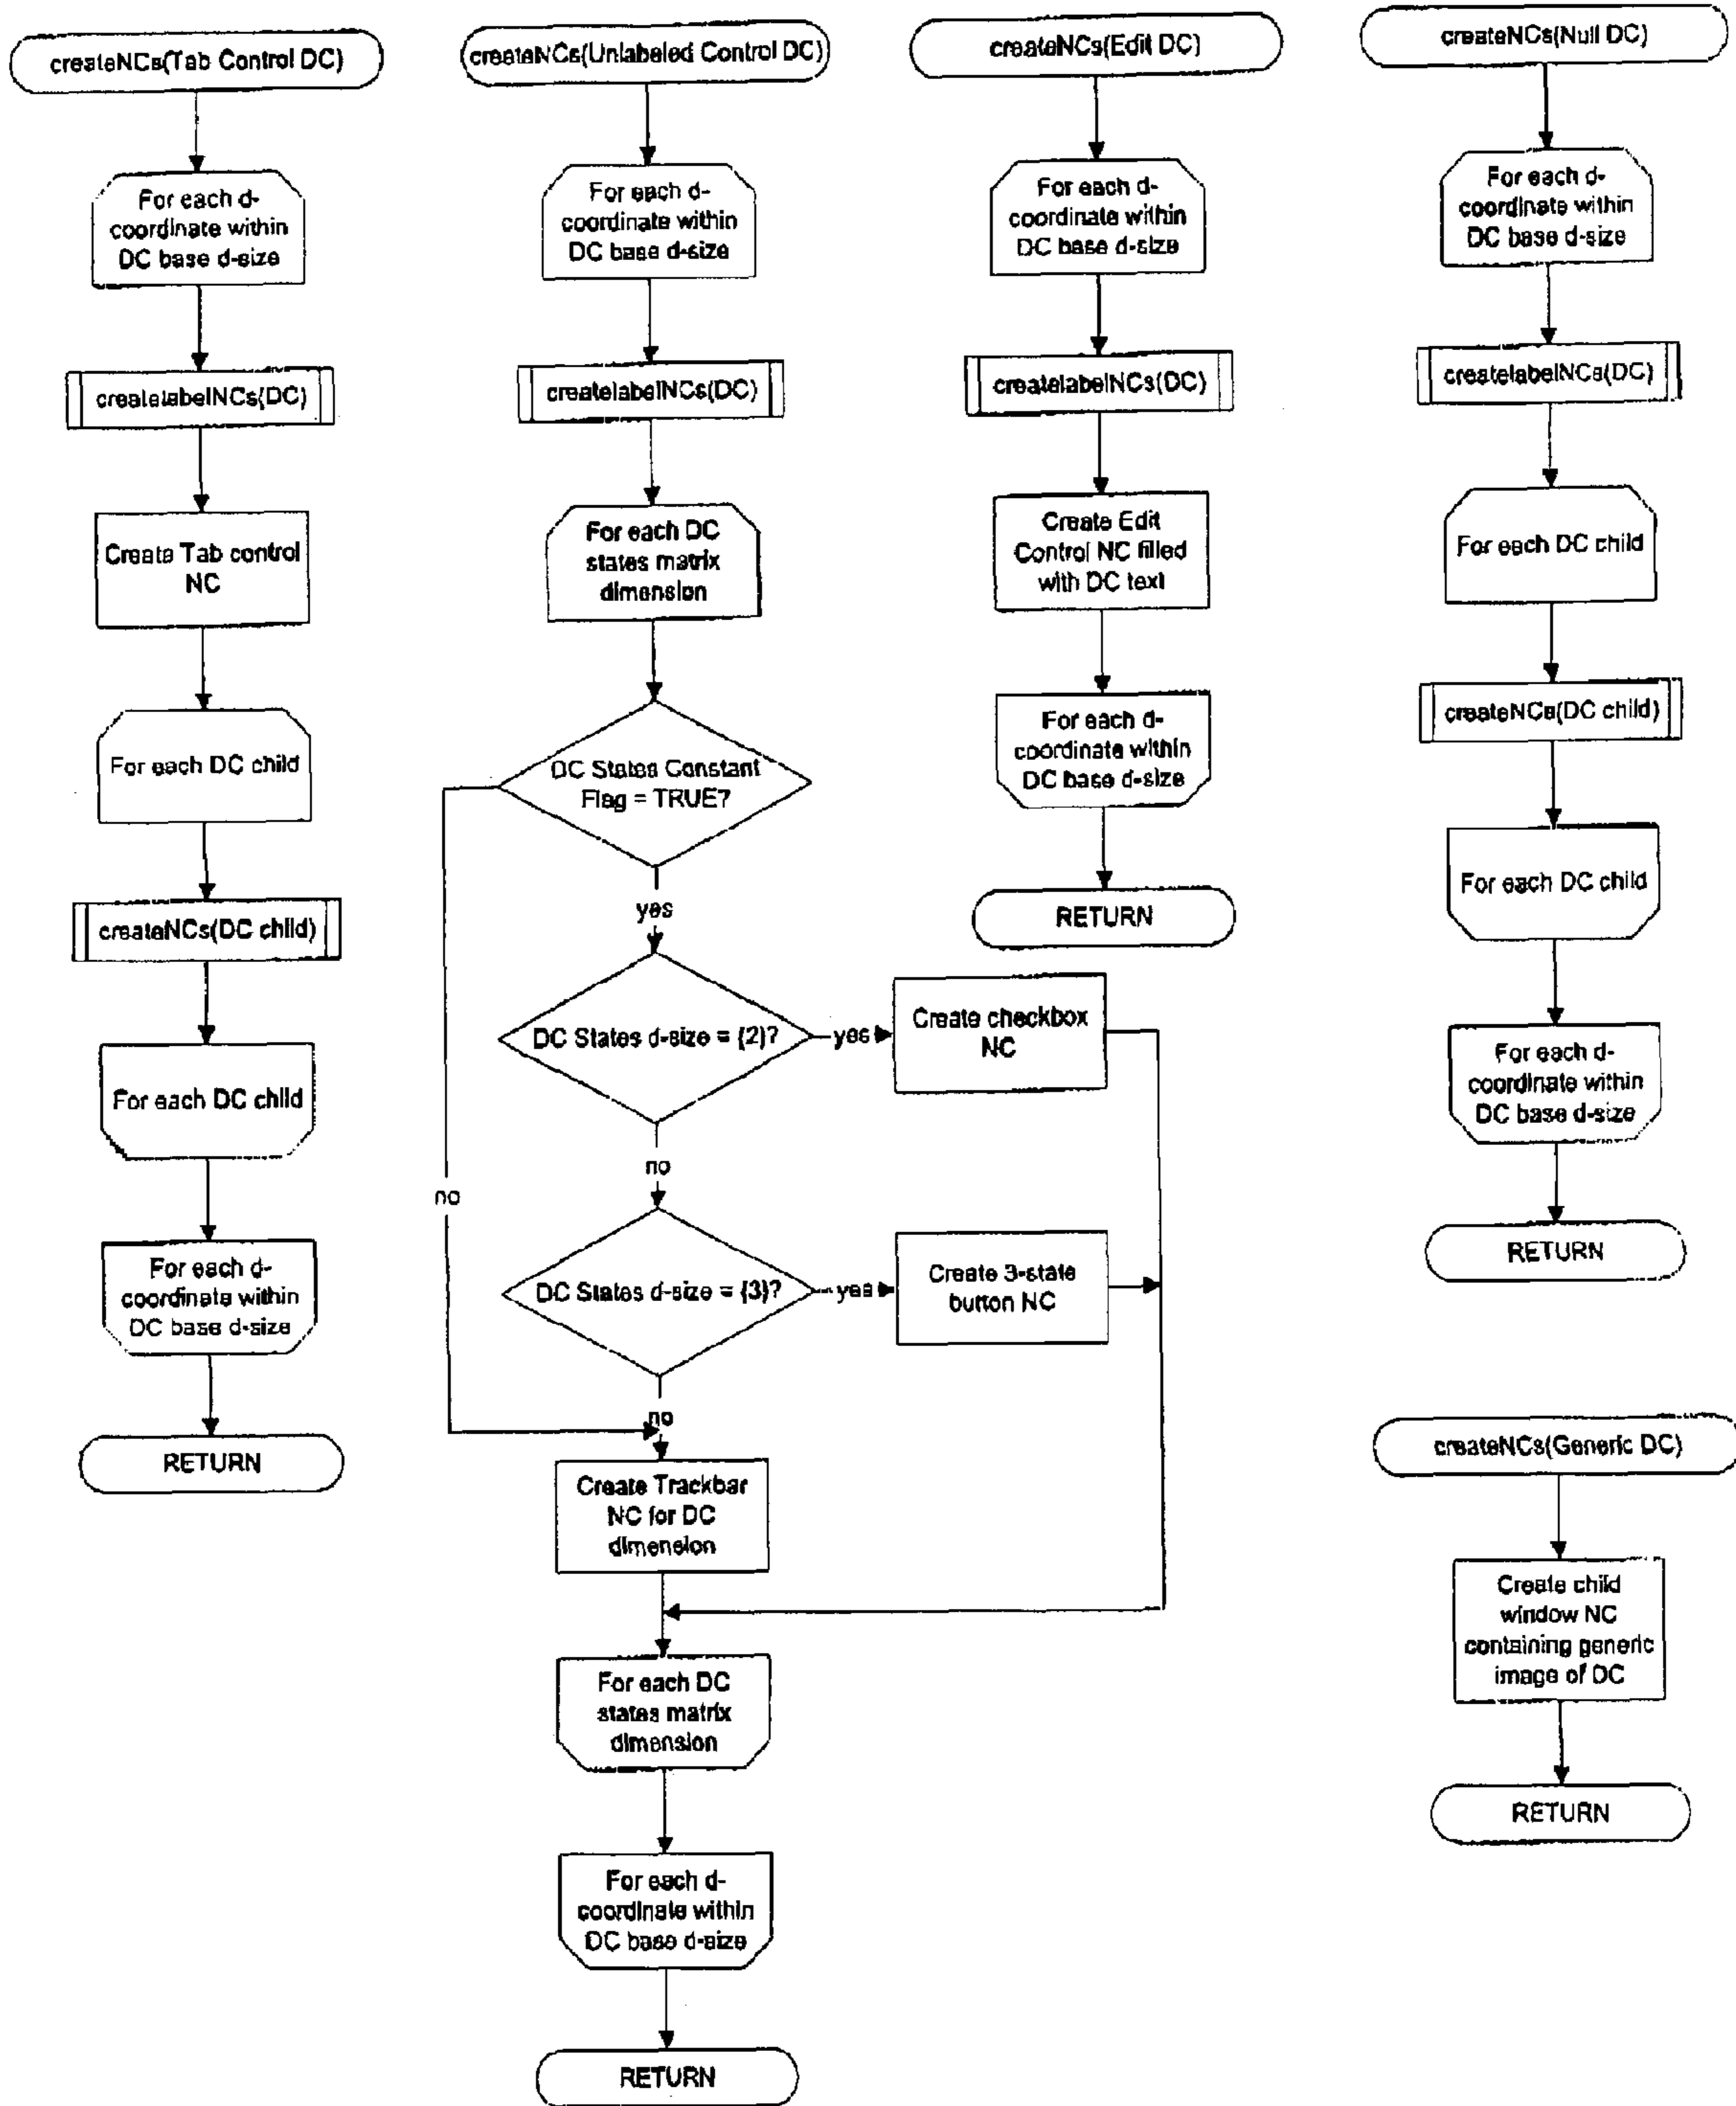 createNCs(Tab Control DC)
For each d-
coordinate within
DC base d-size
createlabelNCs(DC)
Create Tab control
NC
For each DC child
createNCs(DC child)
For each DC child
For each d-
coordinate within
DC base d-size
RETURN
createNCs(Unlabeled Control DC)
For each d-
coordinate within
DC base d-size
createlabelNCs(DC)
For each DC
states matrix
dimension
DC States Constant
Flag = TRUE?
yes
no
DC States d-size = {2}?
yes
Create checkbox
NC
no
DC States d-size = {3}?
yes
Create 3-state
button NC
no
Create Trackbar
NC for DC
dimension
For each DC
states matrix
dimension
For each d-
coordinate within
DC base d-size
RETURN
createNCs(Edit DC)
For each d-
coordinate within
DC base d-size
createlabelNCs(DC)
Create Edit
Control NC filled
with DC text
For each d-
coordinate within
DC base d-size
RETURN
createNCs(Null DC)
For each d-
coordinate within
DC base d-size
createlabelNCs(DC)
For each DC child
createNCs(DC child)
For each DC child
For each d-
coordinate within
DC base d-size
RETURN
createNCs(Generic DC)
Create child
window NC
containing generic
image of DC
RETURN